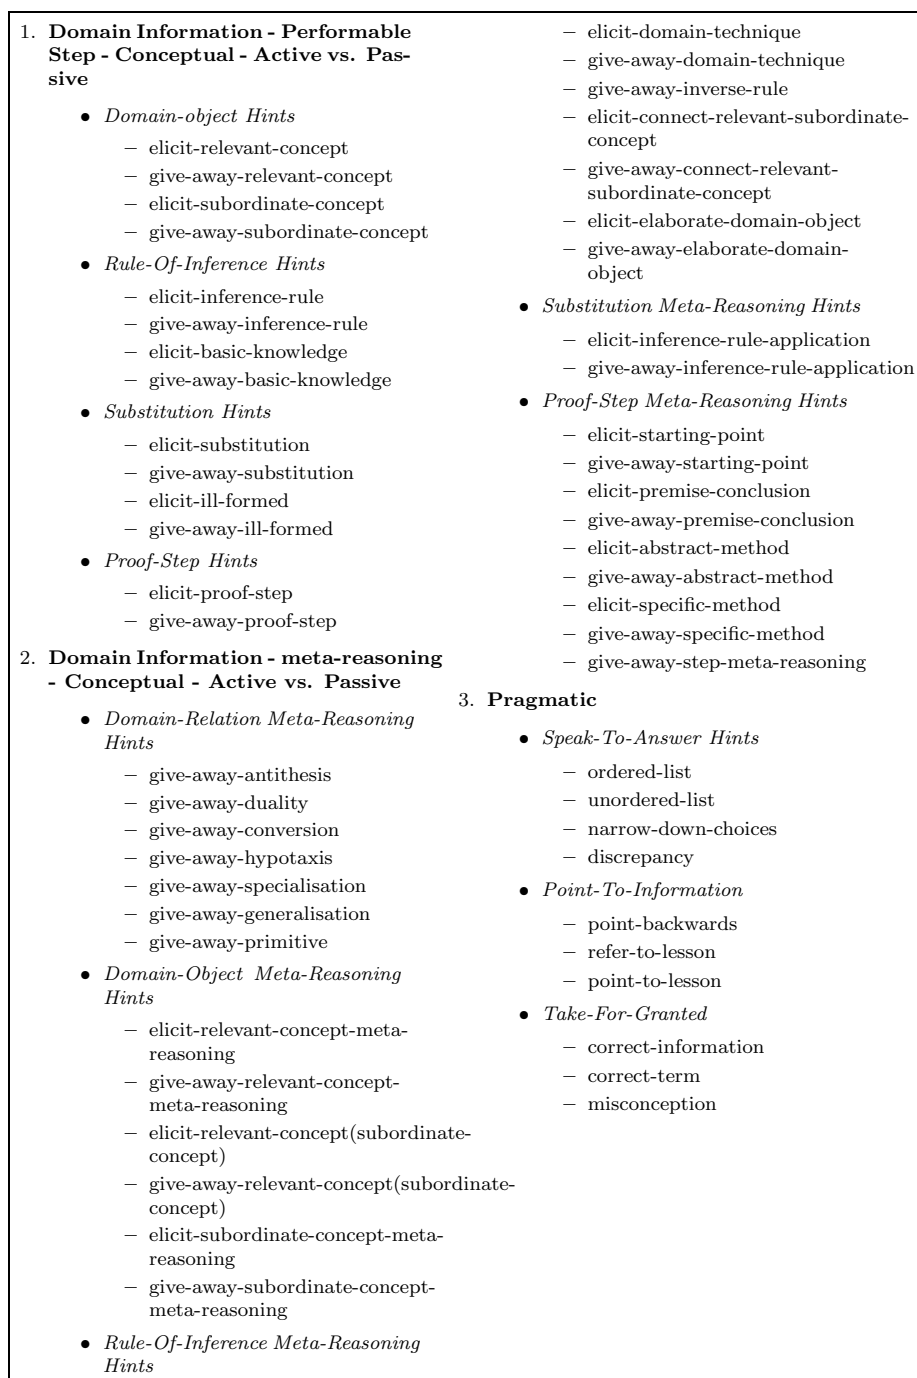 1. Domain Information - Performable
Step - Conceptual - Active vs. Pas-
sive
• Domain-object Hints
– elicit-relevant-concept
– give-away-relevant-concept
– elicit-subordinate-concept
– give-away-subordinate-concept
• Rule-Of-Inference Hints
– elicit-inference-rule
– give-away-inference-rule
– elicit-basic-knowledge
– give-away-basic-knowledge
• Substitution Hints
– elicit-substitution
– give-away-substitution
– elicit-ill-formed
– give-away-ill-formed
• Proof-Step Hints
– elicit-proof-step
– give-away-proof-step
2. Domain Information - meta-reasoning
- Conceptual - Active vs. Passive
• Domain-Relation Meta-Reasoning
Hints
– give-away-antithesis
– give-away-duality
– give-away-conversion
– give-away-hypotaxis
– give-away-specialisation
– give-away-generalisation
– give-away-primitive
• Domain-Object Meta-Reasoning
Hints
– elicit-relevant-concept-meta-
reasoning
– give-away-relevant-concept-
meta-reasoning
– elicit-relevant-concept(subordinate-
concept)
– give-away-relevant-concept(subordinate-
concept)
– elicit-subordinate-concept-meta-
reasoning
– give-away-subordinate-concept-
meta-reasoning
• Rule-Of-Inference Meta-Reasoning
Hints
– elicit-domain-technique
– give-away-domain-technique
– give-away-inverse-rule
– elicit-connect-relevant-subordinate-
concept
– give-away-connect-relevant-
subordinate-concept
– elicit-elaborate-domain-object
– give-away-elaborate-domain-
object
• Substitution Meta-Reasoning Hints
– elicit-inference-rule-application
– give-away-inference-rule-application
• Proof-Step Meta-Reasoning Hints
– elicit-starting-point
– give-away-starting-point
– elicit-premise-conclusion
– give-away-premise-conclusion
– elicit-abstract-method
– give-away-abstract-method
– elicit-specific-method
– give-away-specific-method
– give-away-step-meta-reasoning
3. Pragmatic
• Speak-To-Answer Hints
– ordered-list
– unordered-list
– narrow-down-choices
– discrepancy
• Point-To-Information
– point-backwards
– refer-to-lesson
– point-to-lesson
• Take-For-Granted
– correct-information
– correct-term
– misconception